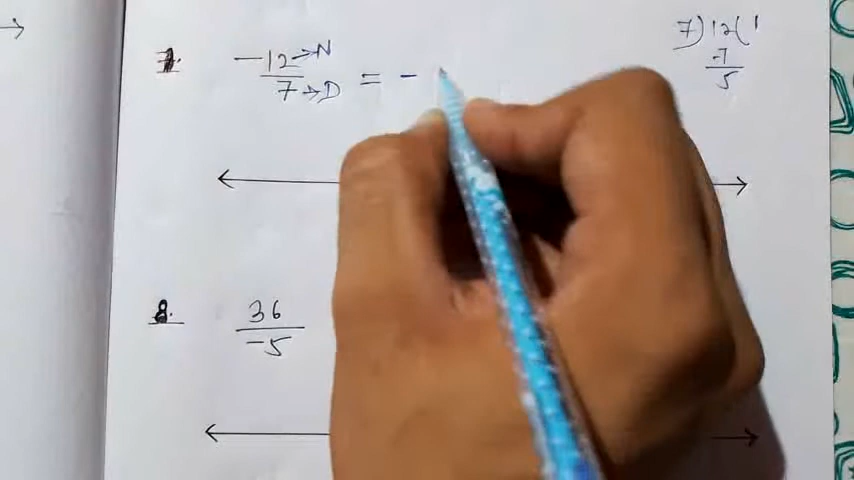 7. -12/7 →N →D = -
7)12(1
-7
5
8. 36/-5